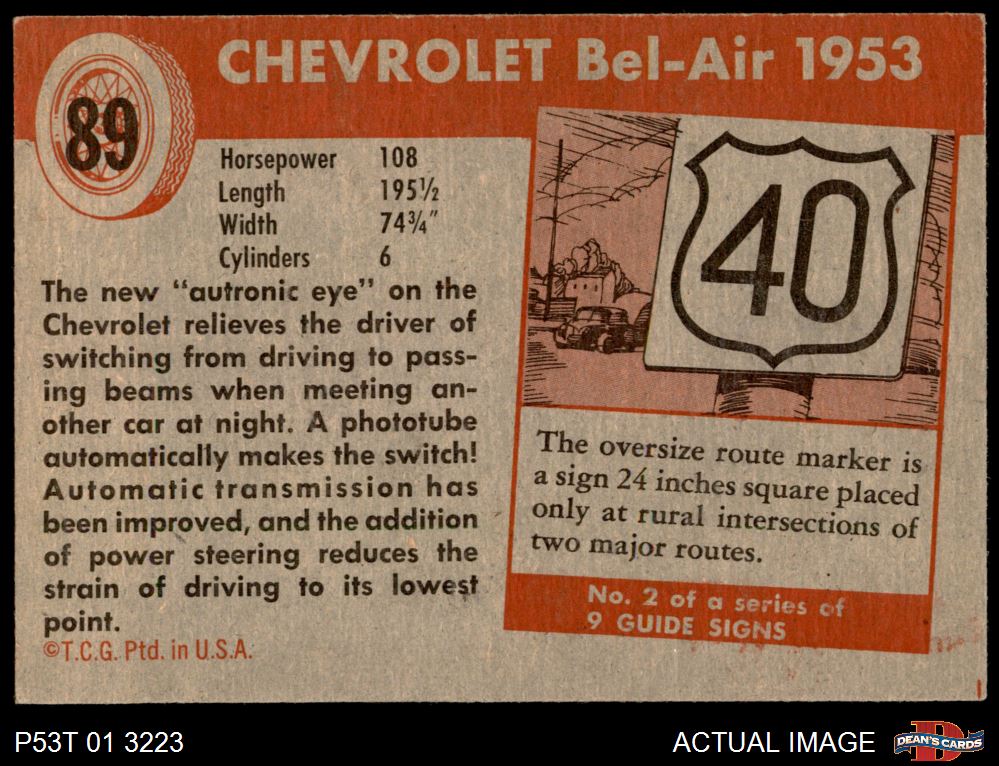 CHEVROLET Bel-Air 1953
89
Horsepower 108
Length 195½
Width 74¾"
Cylinders 6
The new "autronic eye" on the
Chevrolet relieves the driver of
switching from driving to pass-
ing beams when meeting an-
other car at night. A phototube
automatically makes the switch!
Automatic transmission has
been improved, and the addition
of power steering reduces the
strain of driving to its lowest
point.
©T.C.G. Ptd. in U.S.A.
40
The oversize route marker is
a sign 24 inches square placed
only at rural intersections of
two major routes.
No. 2 of a series of
9 GUIDE SIGNS
P53T 01 3223
ACTUAL IMAGE
DEAN'S CARDS